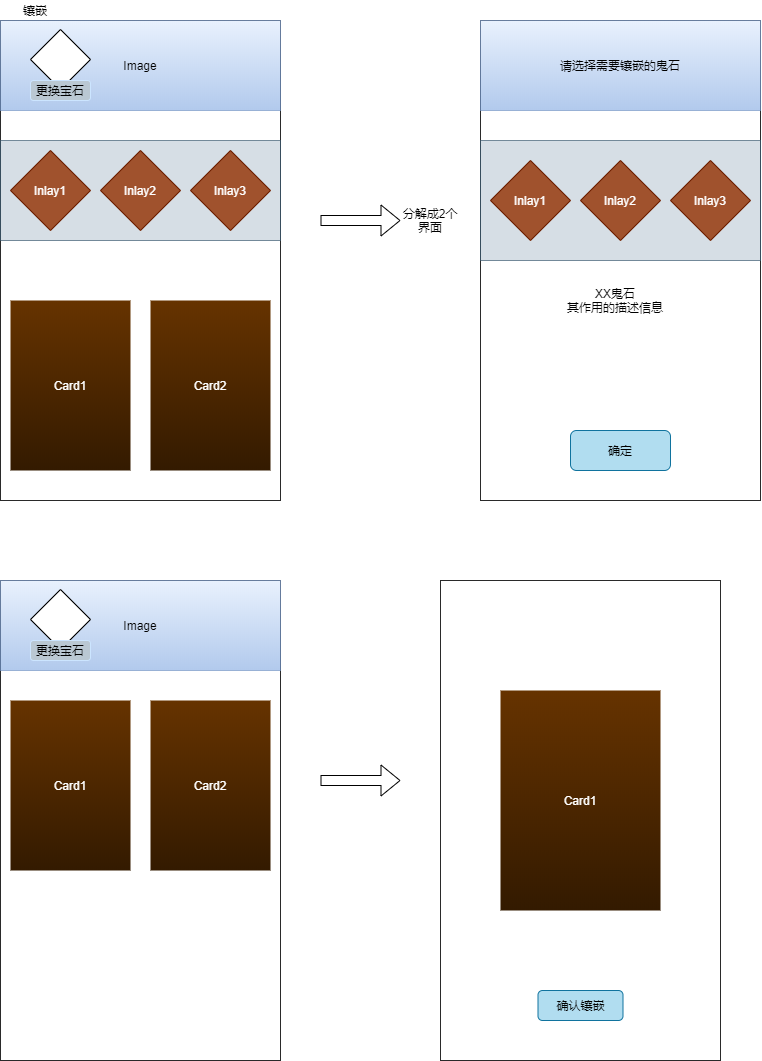 镶嵌
Image
更换宝石
Inlay1
Inlay2
Inlay3
Card1
Card2
分解成2个
界面
请选择需要镶嵌的鬼石
Inlay1
Inlay2
Inlay3
XX鬼石
其作用的描述信息
确定
Image
更换宝石
Card1
Card2
Card1
确认镶嵌